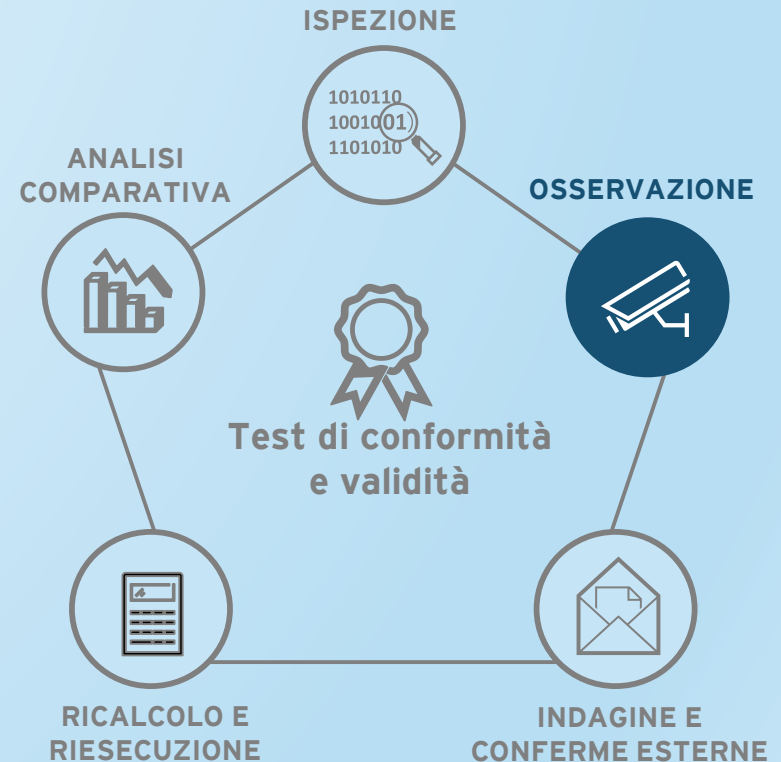 ISPEZIONE
1010110
1001001
1101010
ANALISI
COMPARATIVA
OSSERVAZIONE
Test di conformità
e validità
RICALCOLO E
RIESECUZIONE
INDAGINE E
CONFERME ESTERNE